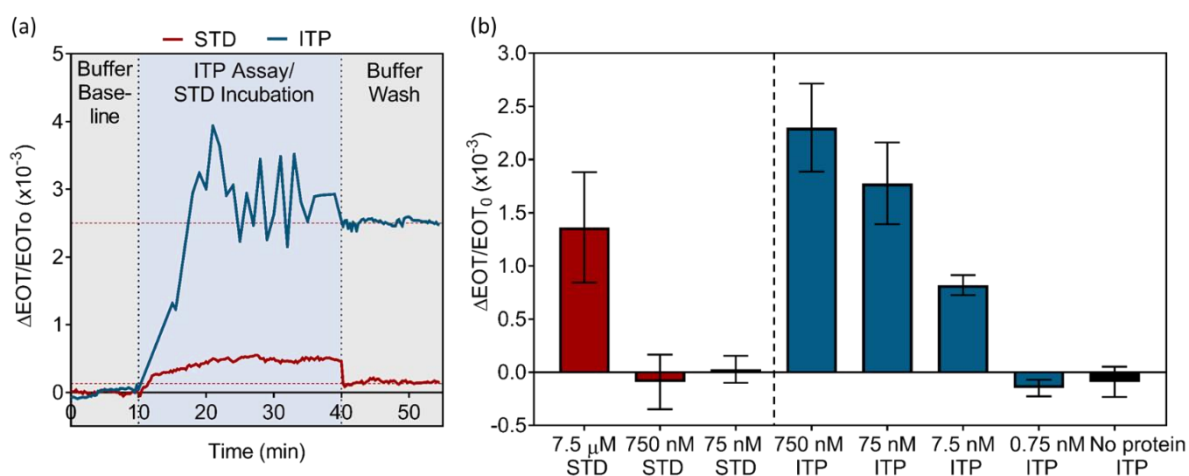 (a)
STD ITP
ΔEOT/EOTo (x10⁻³)
5
4
3
2
1
0
Buffer
Base-
line
ITP Assay/
STD Incubation
Buffer
Wash
0 10 20 30 40 50
Time (min)
(b)
ΔEOT/EOT₀ (x10⁻³)
3.0
2.5
2.0
1.5
1.0
0.5
0.0
-0.5
7.5 μM 750 nM 75 nM 750 nM 75 nM 7.5 nM 0.75 nM No protein
STD STD STD ITP ITP ITP ITP ITP